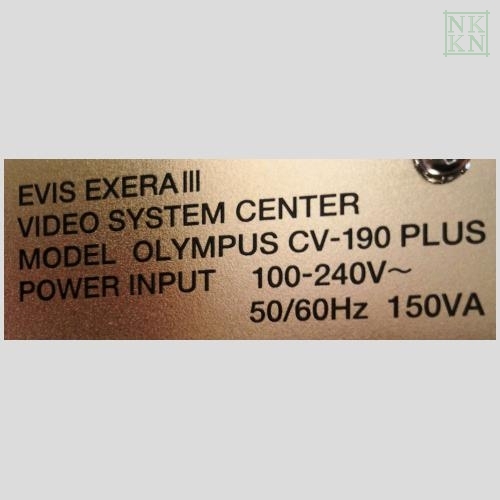 NK
KN
EVIS EXERA III
VIDEO SYSTEM CENTER
MODEL OLYMPUS CV-190 PLUS
POWER INPUT 100-240V~
50/60Hz 150VA